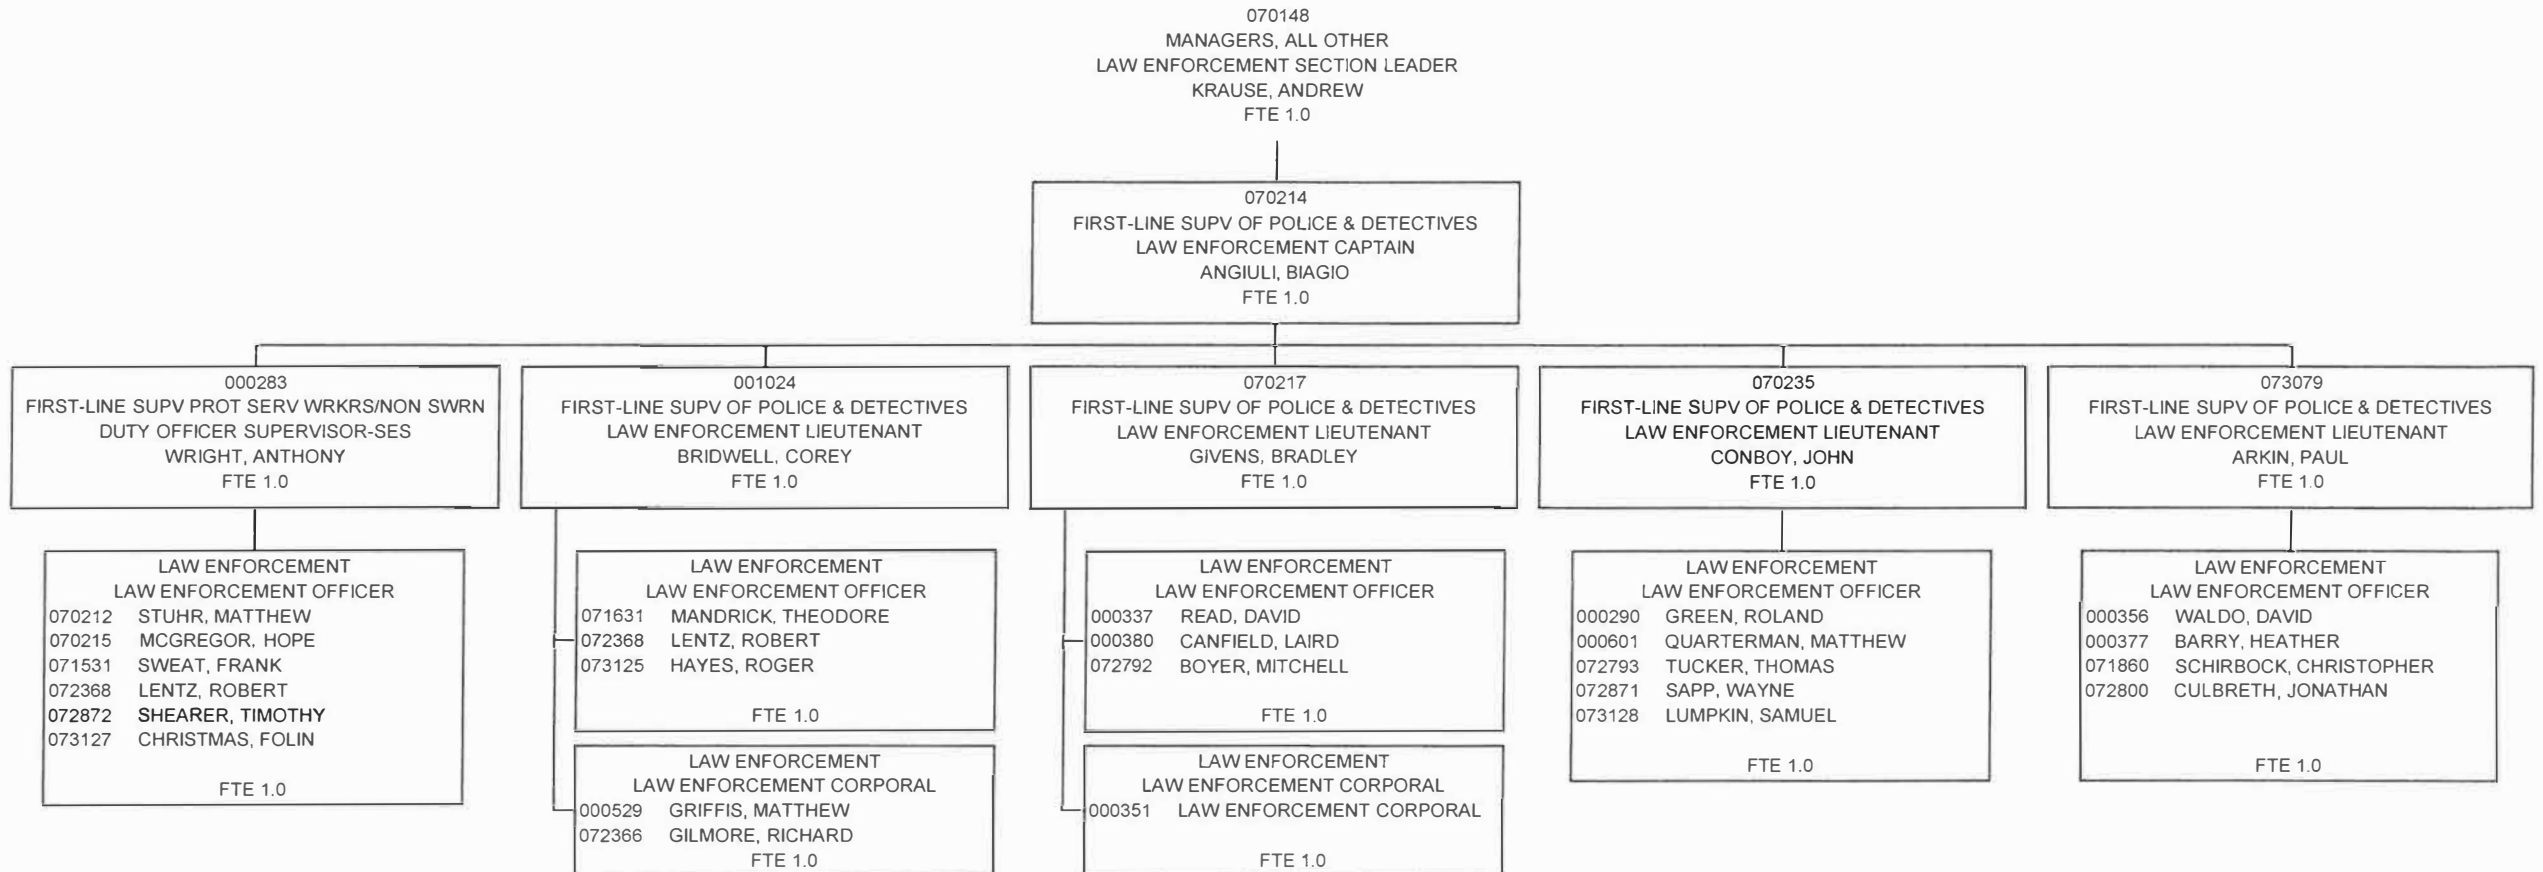 070148
MANAGERS, ALL OTHER
LAW ENFORCEMENT SECTION LEADER
KRAUSE, ANDREW
FTE 1.0
070214
FIRST-LINE SUPV OF POLICE & DETECTIVES
LAW ENFORCEMENT CAPTAIN
ANGIULI, BIAGIO
FTE 1.0
000283
FIRST-LINE SUPV PROT SERV WRKRS/NON SWRN
DUTY OFFICER SUPERVISOR-SES
WRIGHT, ANTHONY
FTE 1.0
001024
FIRST-LINE SUPV OF POLICE & DETECTIVES
LAW ENFORCEMENT LIEUTENANT
BRIDWELL, COREY
FTE 1.0
070217
FIRST-LINE SUPV OF POLICE & DETECTIVES
LAW ENFORCEMENT LIEUTENANT
GIVENS, BRADLEY
FTE 1.0
070235
FIRST-LINE SUPV OF POLICE & DETECTIVES
LAW ENFORCEMENT LIEUTENANT
CONBOY, JOHN
FTE 1.0
073079
FIRST-LINE SUPV OF POLICE & DETECTIVES
LAW ENFORCEMENT LIEUTENANT
ARKIN, PAUL
FTE 1.0
LAW ENFORCEMENT
LAW ENFORCEMENT OFFICER
070212 STUHR, MATTHEW
070215 MCGREGOR, HOPE
071531 SWEAT, FRANK
072368 LENTZ, ROBERT
072872 SHEARER, TIMOTHY
073127 CHRISTMAS, FOLIN
FTE 1.0
LAW ENFORCEMENT
LAW ENFORCEMENT OFFICER
071631 MANDRICK, THEODORE
072368 LENTZ, ROBERT
073125 HAYES, ROGER
FTE 1.0
LAW ENFORCEMENT
LAW ENFORCEMENT CORPORAL
000529 GRIFFIS, MATTHEW
072366 GILMORE, RICHARD
FTE 1.0
LAW ENFORCEMENT
LAW ENFORCEMENT OFFICER
000337 READ, DAVID
000380 CANFIELD, LAIRD
072792 BOYER, MITCHELL
FTE 1.0
LAW ENFORCEMENT
LAW ENFORCEMENT CORPORAL
000351 LAW ENFORCEMENT CORPORAL
FTE 1.0
LAW ENFORCEMENT
LAW ENFORCEMENT OFFICER
000290 GREEN, ROLAND
000601 QUARTERMAN, MATTHEW
072793 TUCKER, THOMAS
072871 SAPP, WAYNE
073128 LUMPKIN, SAMUEL
FTE 1.0
LAW ENFORCEMENT
LAW ENFORCEMENT OFFICER
000356 WALDO, DAVID
000377 BARRY, HEATHER
071860 SCHIRBOCK, CHRISTOPHER
072800 CULBRETH, JONATHAN
FTE 1.0